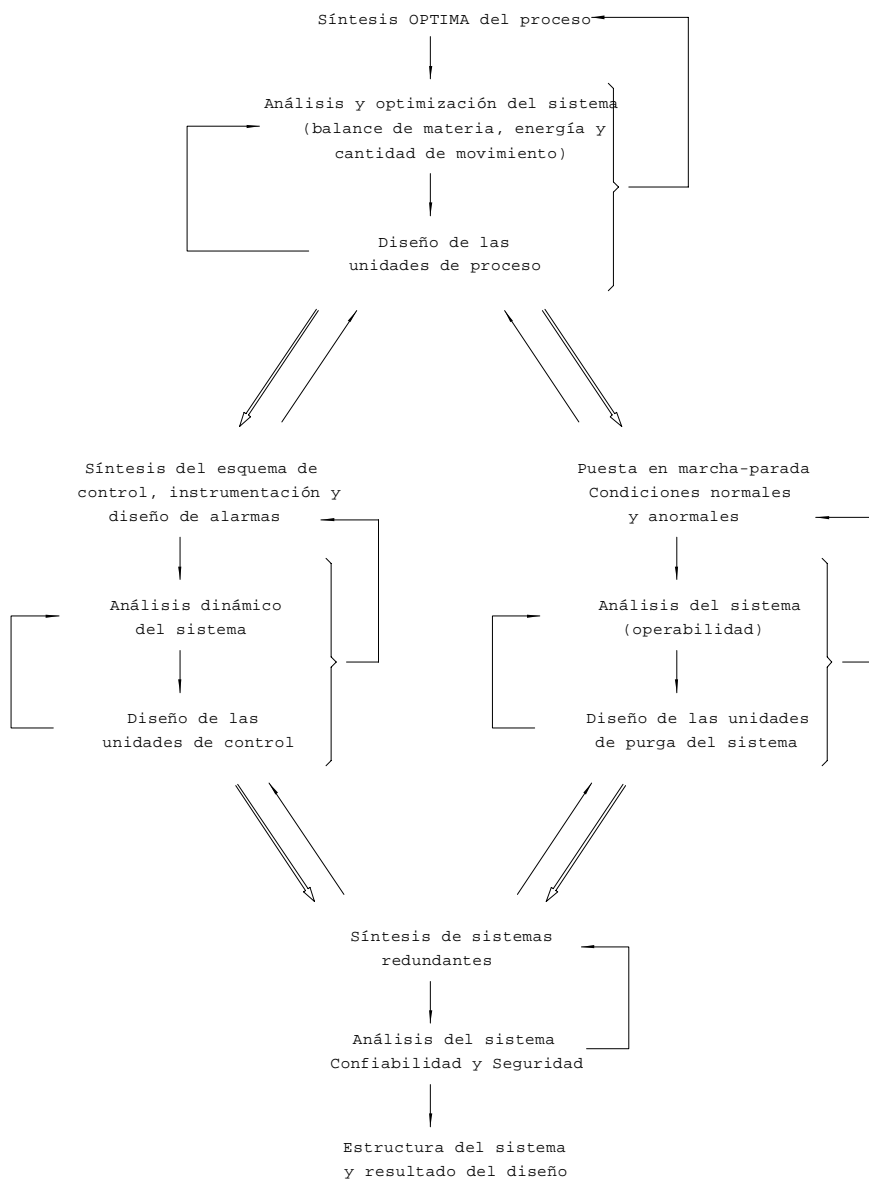 Síntesis OPTIMA del proceso
Análisis y optimización del sistema
(balance de materia, energía y
cantidad de movimiento)
Diseño de las
unidades de proceso
Síntesis del esquema de
control, instrumentación y
diseño de alarmas
Análisis dinámico
del sistema
Diseño de las
unidades de control
Puesta en marcha-parada
Condiciones normales
y anormales
Análisis del sistema
(operabilidad)
Diseño de las unidades
de purga del sistema
Síntesis de sistemas
redundantes
Análisis del sistema
Confiabilidad y Seguridad
Estructura del sistema
y resultado del diseño